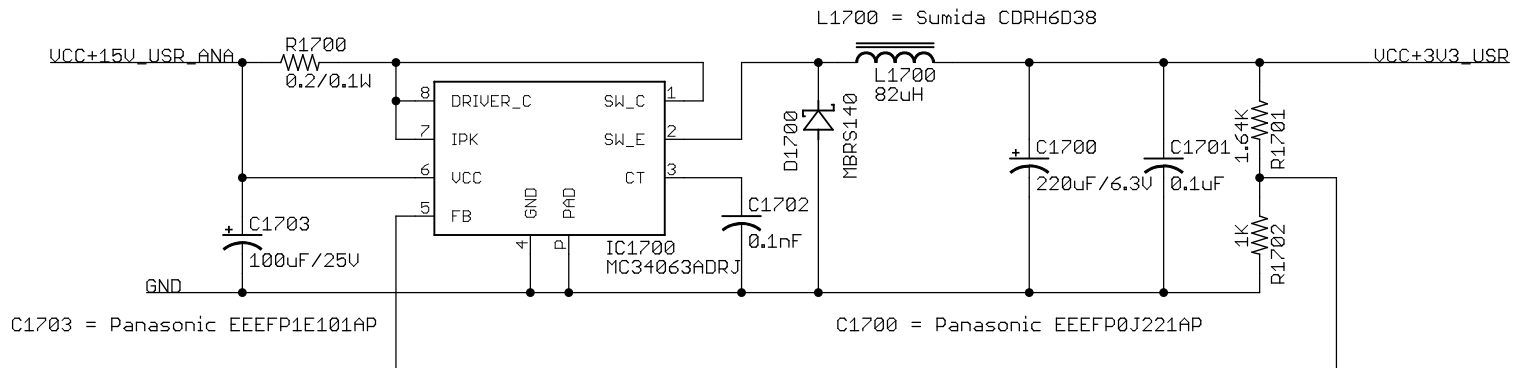 L1700 = Sumida CDRH6D38
VCC+15V_USR_ANA
R1700
0.2/0.1W
L1700
82uH
VCC+3V3_USR
8
DRIVER_C
SW_C
1
7
IPK
SW_E
2
6
VCC
CT
3
5
FB
GND
PAD
4
P
IC1700
MC34063ADRJ
D1700
MBRS140
C1700
220uF/6.3V
C1701
0.1uF
1.64K
R1701
1K
R1702
C1702
0.1nF
C1703
100uF/25V
GND
C1703 = Panasonic EEEFP1E101AP
C1700 = Panasonic EEEFP0J221AP